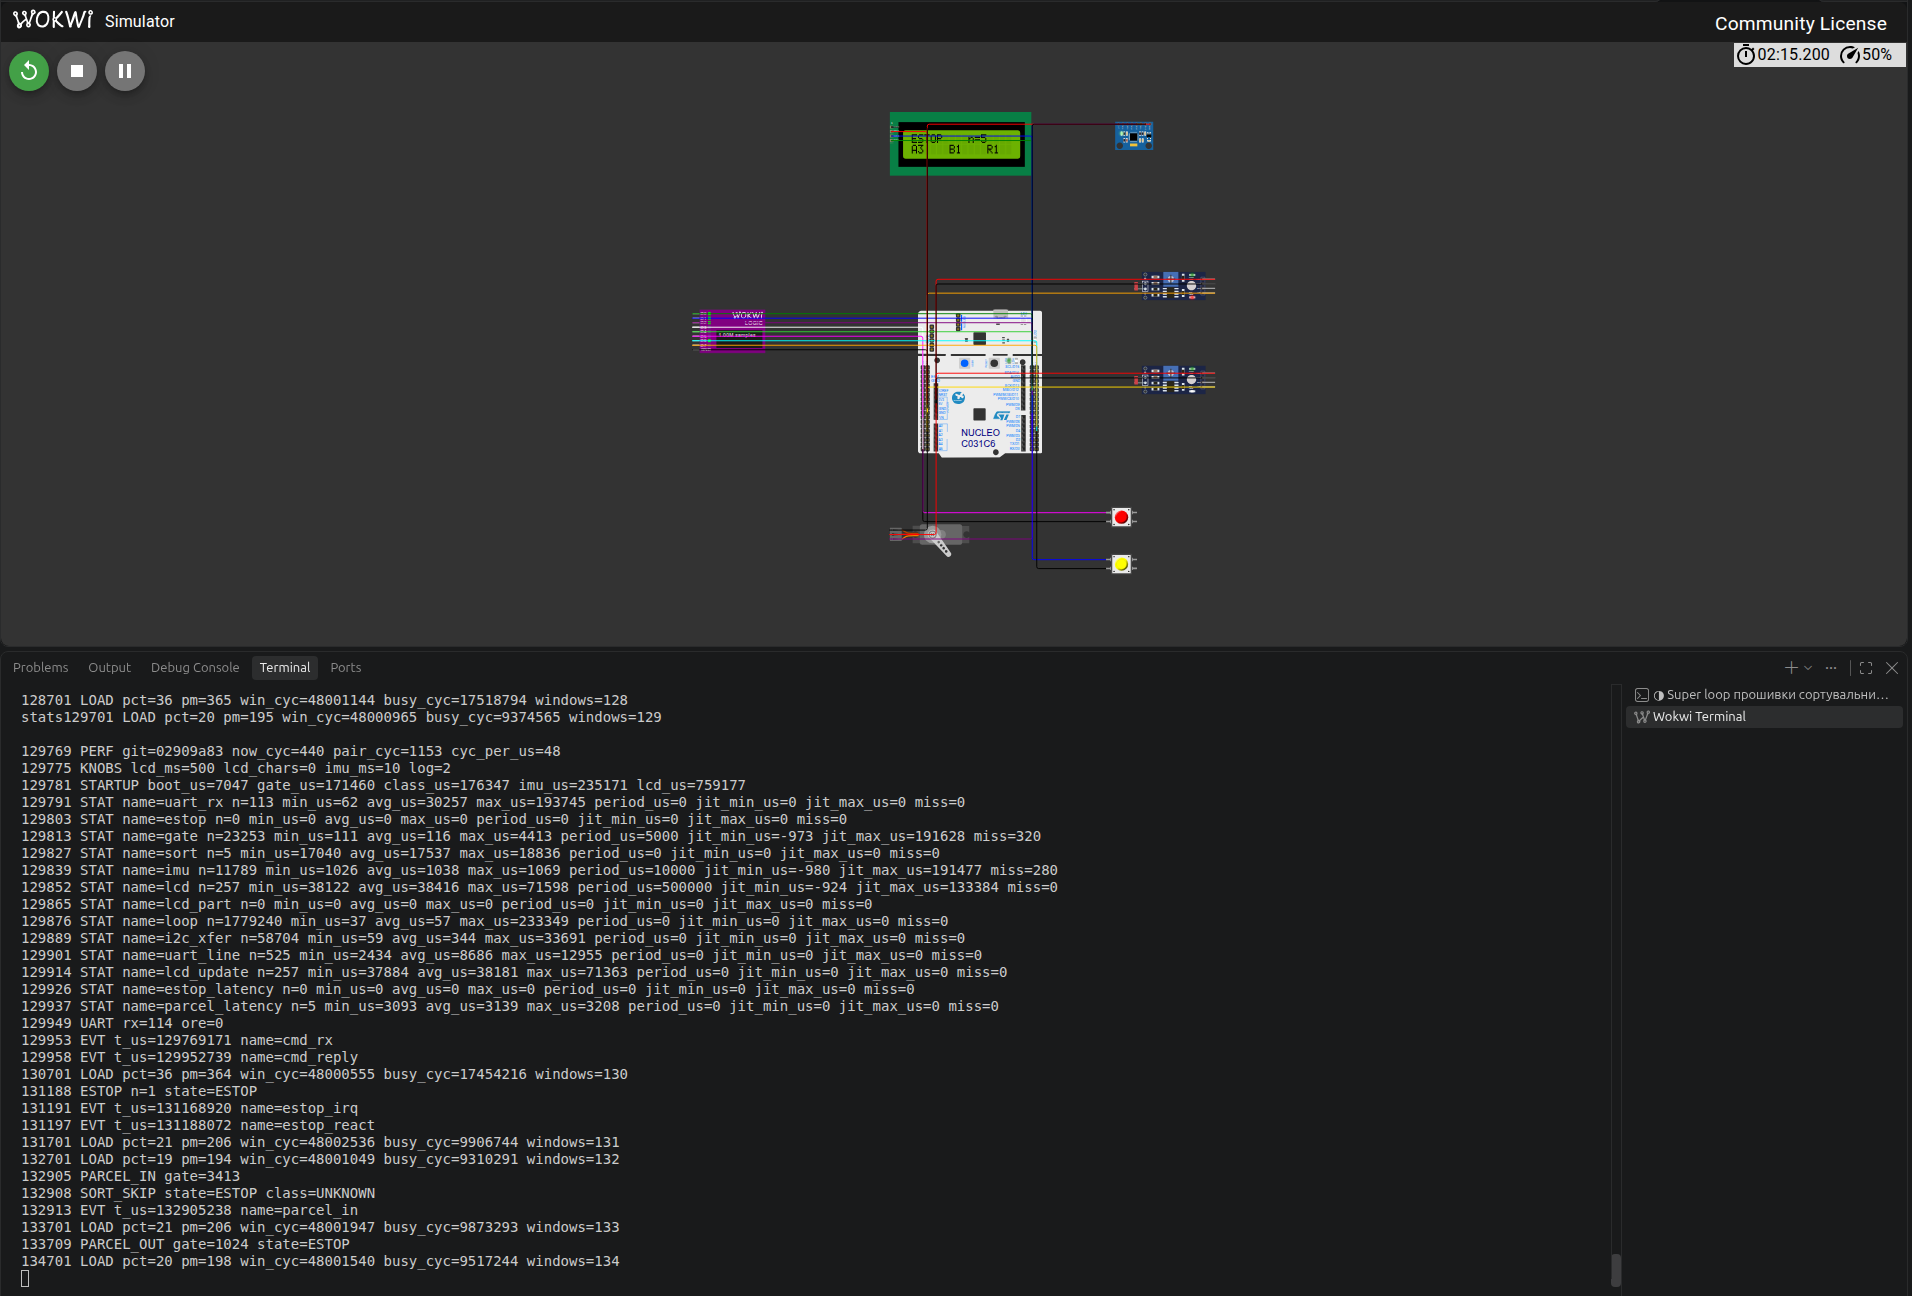 WOKWI Simulator
Community License
02:15.200 50%
ESTOP n=5
A3 B1 R1
WOKWI
LOGIC
NUCLEO
C031C6
Problems Output Debug Console Terminal Ports
Super loop прошивки сортувальни…
Wokwi Terminal
128701 LOAD pct=36 pm=365 win_cyc=48001144 busy_cyc=17518794 windows=128
stats129701 LOAD pct=20 pm=195 win_cyc=48000965 busy_cyc=9374565 windows=129
129769 PERF git=02909a83 now_cyc=440 pair_cyc=1153 cyc_per_us=48
129775 KNOBS lcd_ms=500 lcd_chars=0 imu_ms=10 log=2
129781 STARTUP boot_us=7047 gate_us=171460 class_us=176347 imu_us=235171 lcd_us=759177
129791 STAT name=uart_rx n=113 min_us=62 avg_us=30257 max_us=193745 period_us=0 jit_min_us=0 jit_max_us=0 miss=0
129803 STAT name=estop n=0 min_us=0 avg_us=0 max_us=0 period_us=0 jit_min_us=0 jit_max_us=0 miss=0
129813 STAT name=gate n=23253 min_us=111 avg_us=116 max_us=4413 period_us=5000 jit_min_us=-973 jit_max_us=191628 miss=320
129827 STAT name=sort n=5 min_us=17040 avg_us=17537 max_us=18836 period_us=0 jit_min_us=0 jit_max_us=0 miss=0
129839 STAT name=imu n=11789 min_us=1026 avg_us=1038 max_us=1069 period_us=10000 jit_min_us=-980 jit_max_us=191477 miss=280
129852 STAT name=lcd n=257 min_us=38122 avg_us=38416 max_us=71598 period_us=500000 jit_min_us=-924 jit_max_us=133384 miss=0
129865 STAT name=lcd_part n=0 min_us=0 avg_us=0 max_us=0 period_us=0 jit_min_us=0 jit_max_us=0 miss=0
129876 STAT name=loop n=1779240 min_us=37 avg_us=57 max_us=233349 period_us=0 jit_min_us=0 jit_max_us=0 miss=0
129889 STAT name=i2c_xfer n=58704 min_us=59 avg_us=344 max_us=33691 period_us=0 jit_min_us=0 jit_max_us=0 miss=0
129901 STAT name=uart_line n=525 min_us=2434 avg_us=8686 max_us=12955 period_us=0 jit_min_us=0 jit_max_us=0 miss=0
129914 STAT name=lcd_update n=257 min_us=37884 avg_us=38181 max_us=71363 period_us=0 jit_min_us=0 jit_max_us=0 miss=0
129926 STAT name=estop_latency n=0 min_us=0 avg_us=0 max_us=0 period_us=0 jit_min_us=0 jit_max_us=0 miss=0
129937 STAT name=parcel_latency n=5 min_us=3093 avg_us=3139 max_us=3208 period_us=0 jit_min_us=0 jit_max_us=0 miss=0
129949 UART rx=114 ore=0
129953 EVT t_us=129769171 name=cmd_rx
129958 EVT t_us=129952739 name=cmd_reply
130701 LOAD pct=36 pm=364 win_cyc=48000555 busy_cyc=17454216 windows=130
131188 ESTOP n=1 state=ESTOP
131191 EVT t_us=131168920 name=estop_irq
131197 EVT t_us=131188072 name=estop_react
131701 LOAD pct=21 pm=206 win_cyc=48002536 busy_cyc=9906744 windows=131
132701 LOAD pct=19 pm=194 win_cyc=48001049 busy_cyc=9310291 windows=132
132905 PARCEL_IN gate=3413
132908 SORT_SKIP state=ESTOP class=UNKNOWN
132913 EVT t_us=132905238 name=parcel_in
133701 LOAD pct=21 pm=206 win_cyc=48001947 busy_cyc=9873293 windows=133
133709 PARCEL_OUT gate=1024 state=ESTOP
134701 LOAD pct=20 pm=198 win_cyc=48001540 busy_cyc=9517244 windows=134